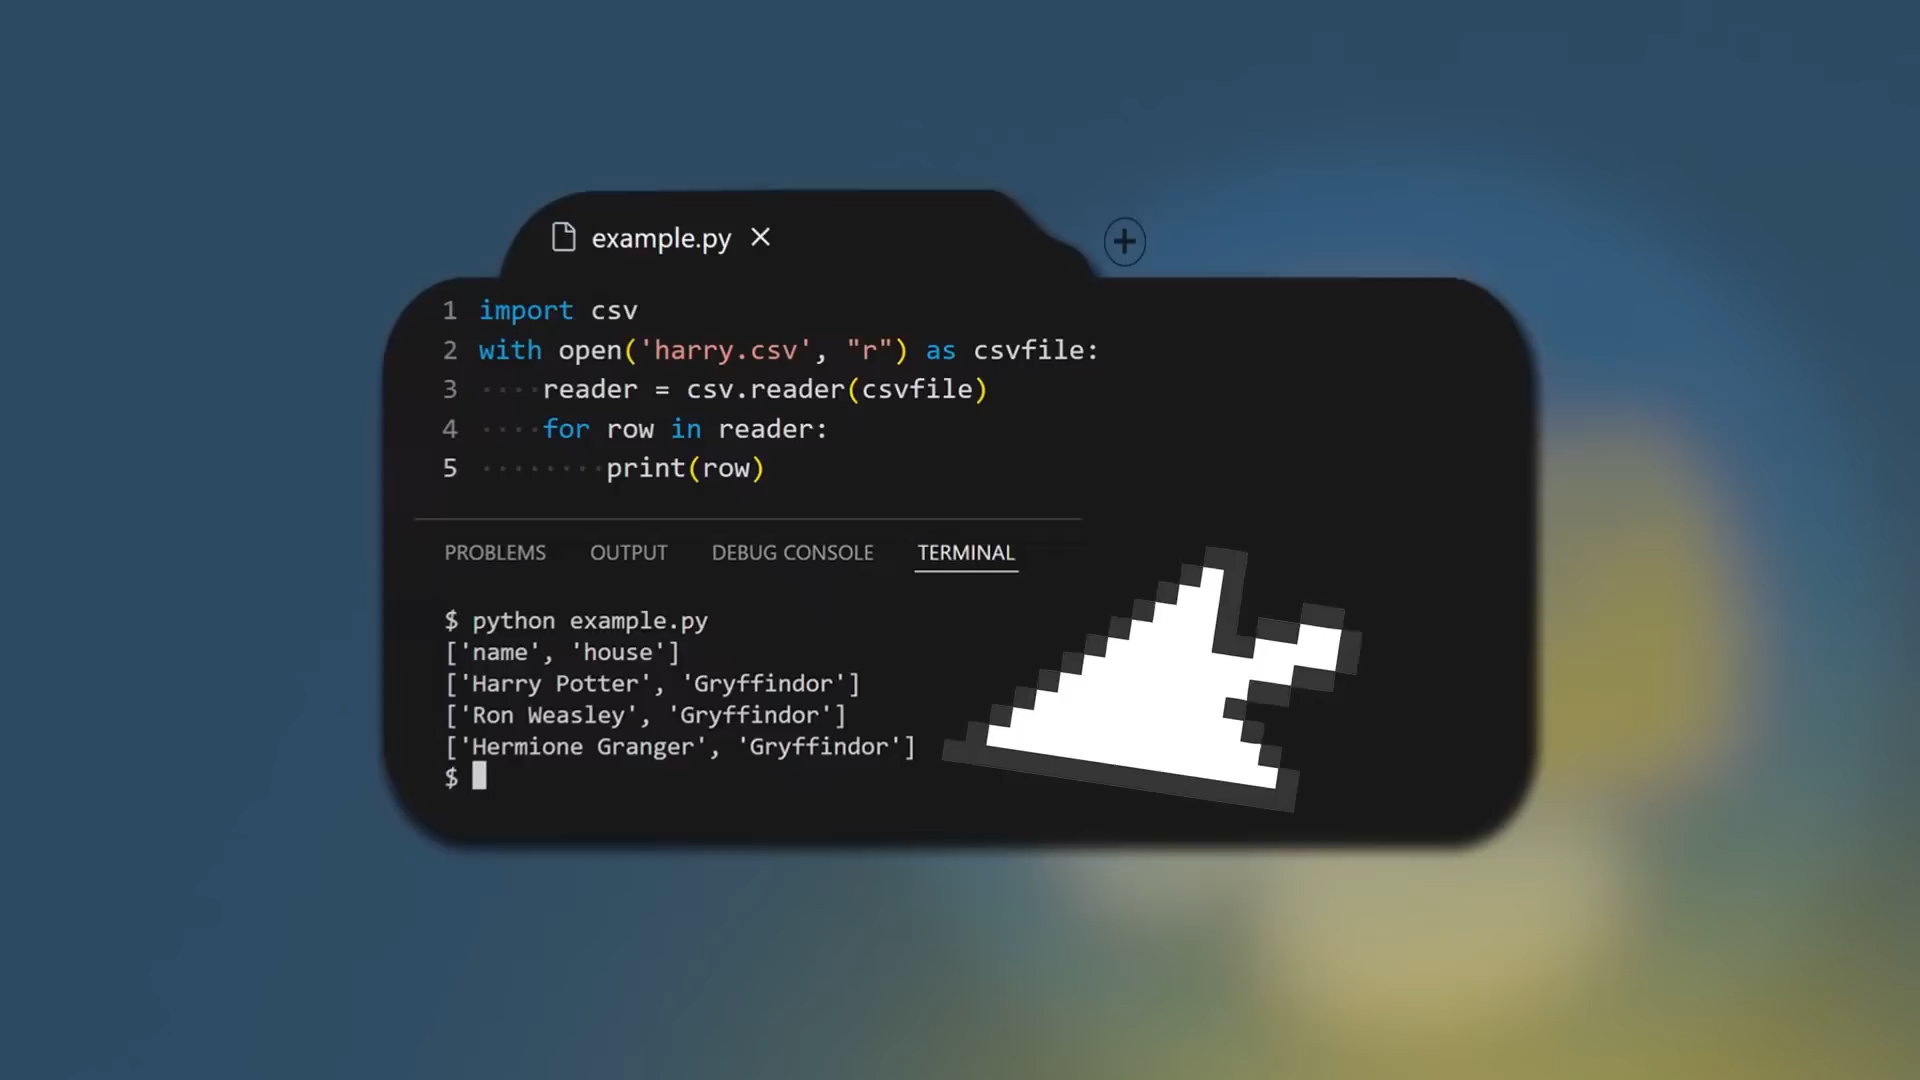 example.py
1 import csv
2 with open('harry.csv', "r") as csvfile:
3 ····reader = csv.reader(csvfile)
4 ····for row in reader:
5 ········print(row)
PROBLEMS OUTPUT DEBUG CONSOLE TERMINAL
$ python example.py
['name', 'house']
['Harry Potter', 'Gryffindor']
['Ron Weasley', 'Gryffindor']
['Hermione Granger', 'Gryffindor']
$